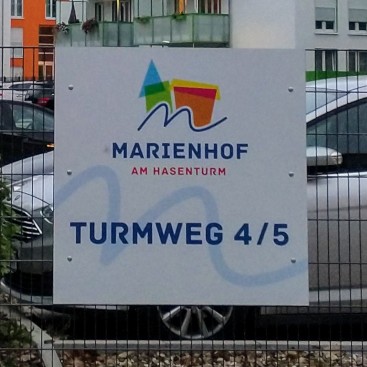 MARIENHOF
AM HASENTURM
TURMWEG 4/5